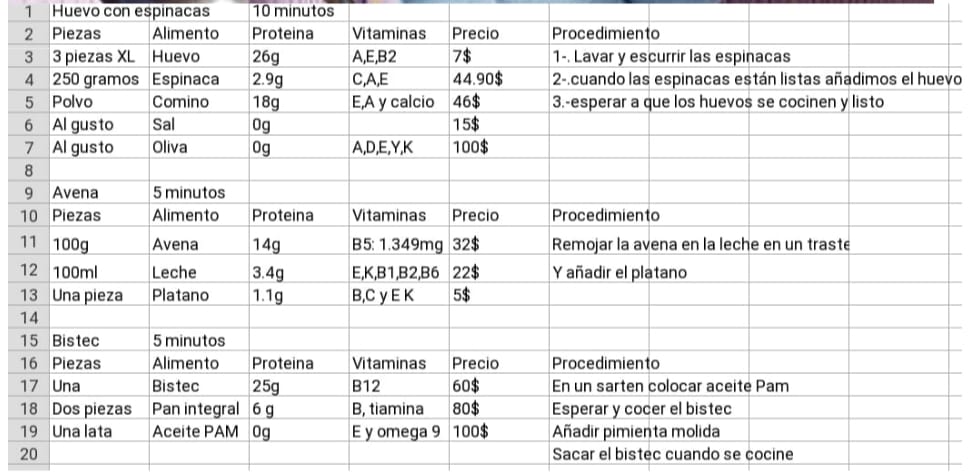 1 Huevo con espinacas 10 minutos
2 Piezas Alimento Proteina Vitaminas Precio Procedimiento
3 3 piezas XL Huevo 26g A,E,B2 7$ 1-. Lavar y escurrir las espinacas
4 250 gramos Espinaca 2.9g C,A,E 44.90$ 2-.cuando las espinacas están listas añadimos el huevo
5 Polvo Comino 18g E,A y calcio 46$ 3.-esperar a que los huevos se cocinen y listo
6 Al gusto Sal 0g 15$
7 Al gusto Oliva 0g A,D,E,Y,K 100$
8
9 Avena 5 minutos
10 Piezas Alimento Proteina Vitaminas Precio Procedimiento
11 100g Avena 14g B5: 1.349mg 32$ Remojar la avena en la leche en un traste
12 100ml Leche 3.4g E,K,B1,B2,B6 22$ Y añadir el platano
13 Una pieza Platano 1.1g B,C y E K 5$
14
15 Bistec 5 minutos
16 Piezas Alimento Proteina Vitaminas Precio Procedimiento
17 Una Bistec 25g B12 60$ En un sarten colocar aceite Pam
18 Dos piezas Pan integral 6 g B, tiamina 80$ Esperar y cocer el bistec
19 Una lata Aceite PAM 0g E y omega 9 100$ Añadir pimienta molida
20 Sacar el bistec cuando se cocine